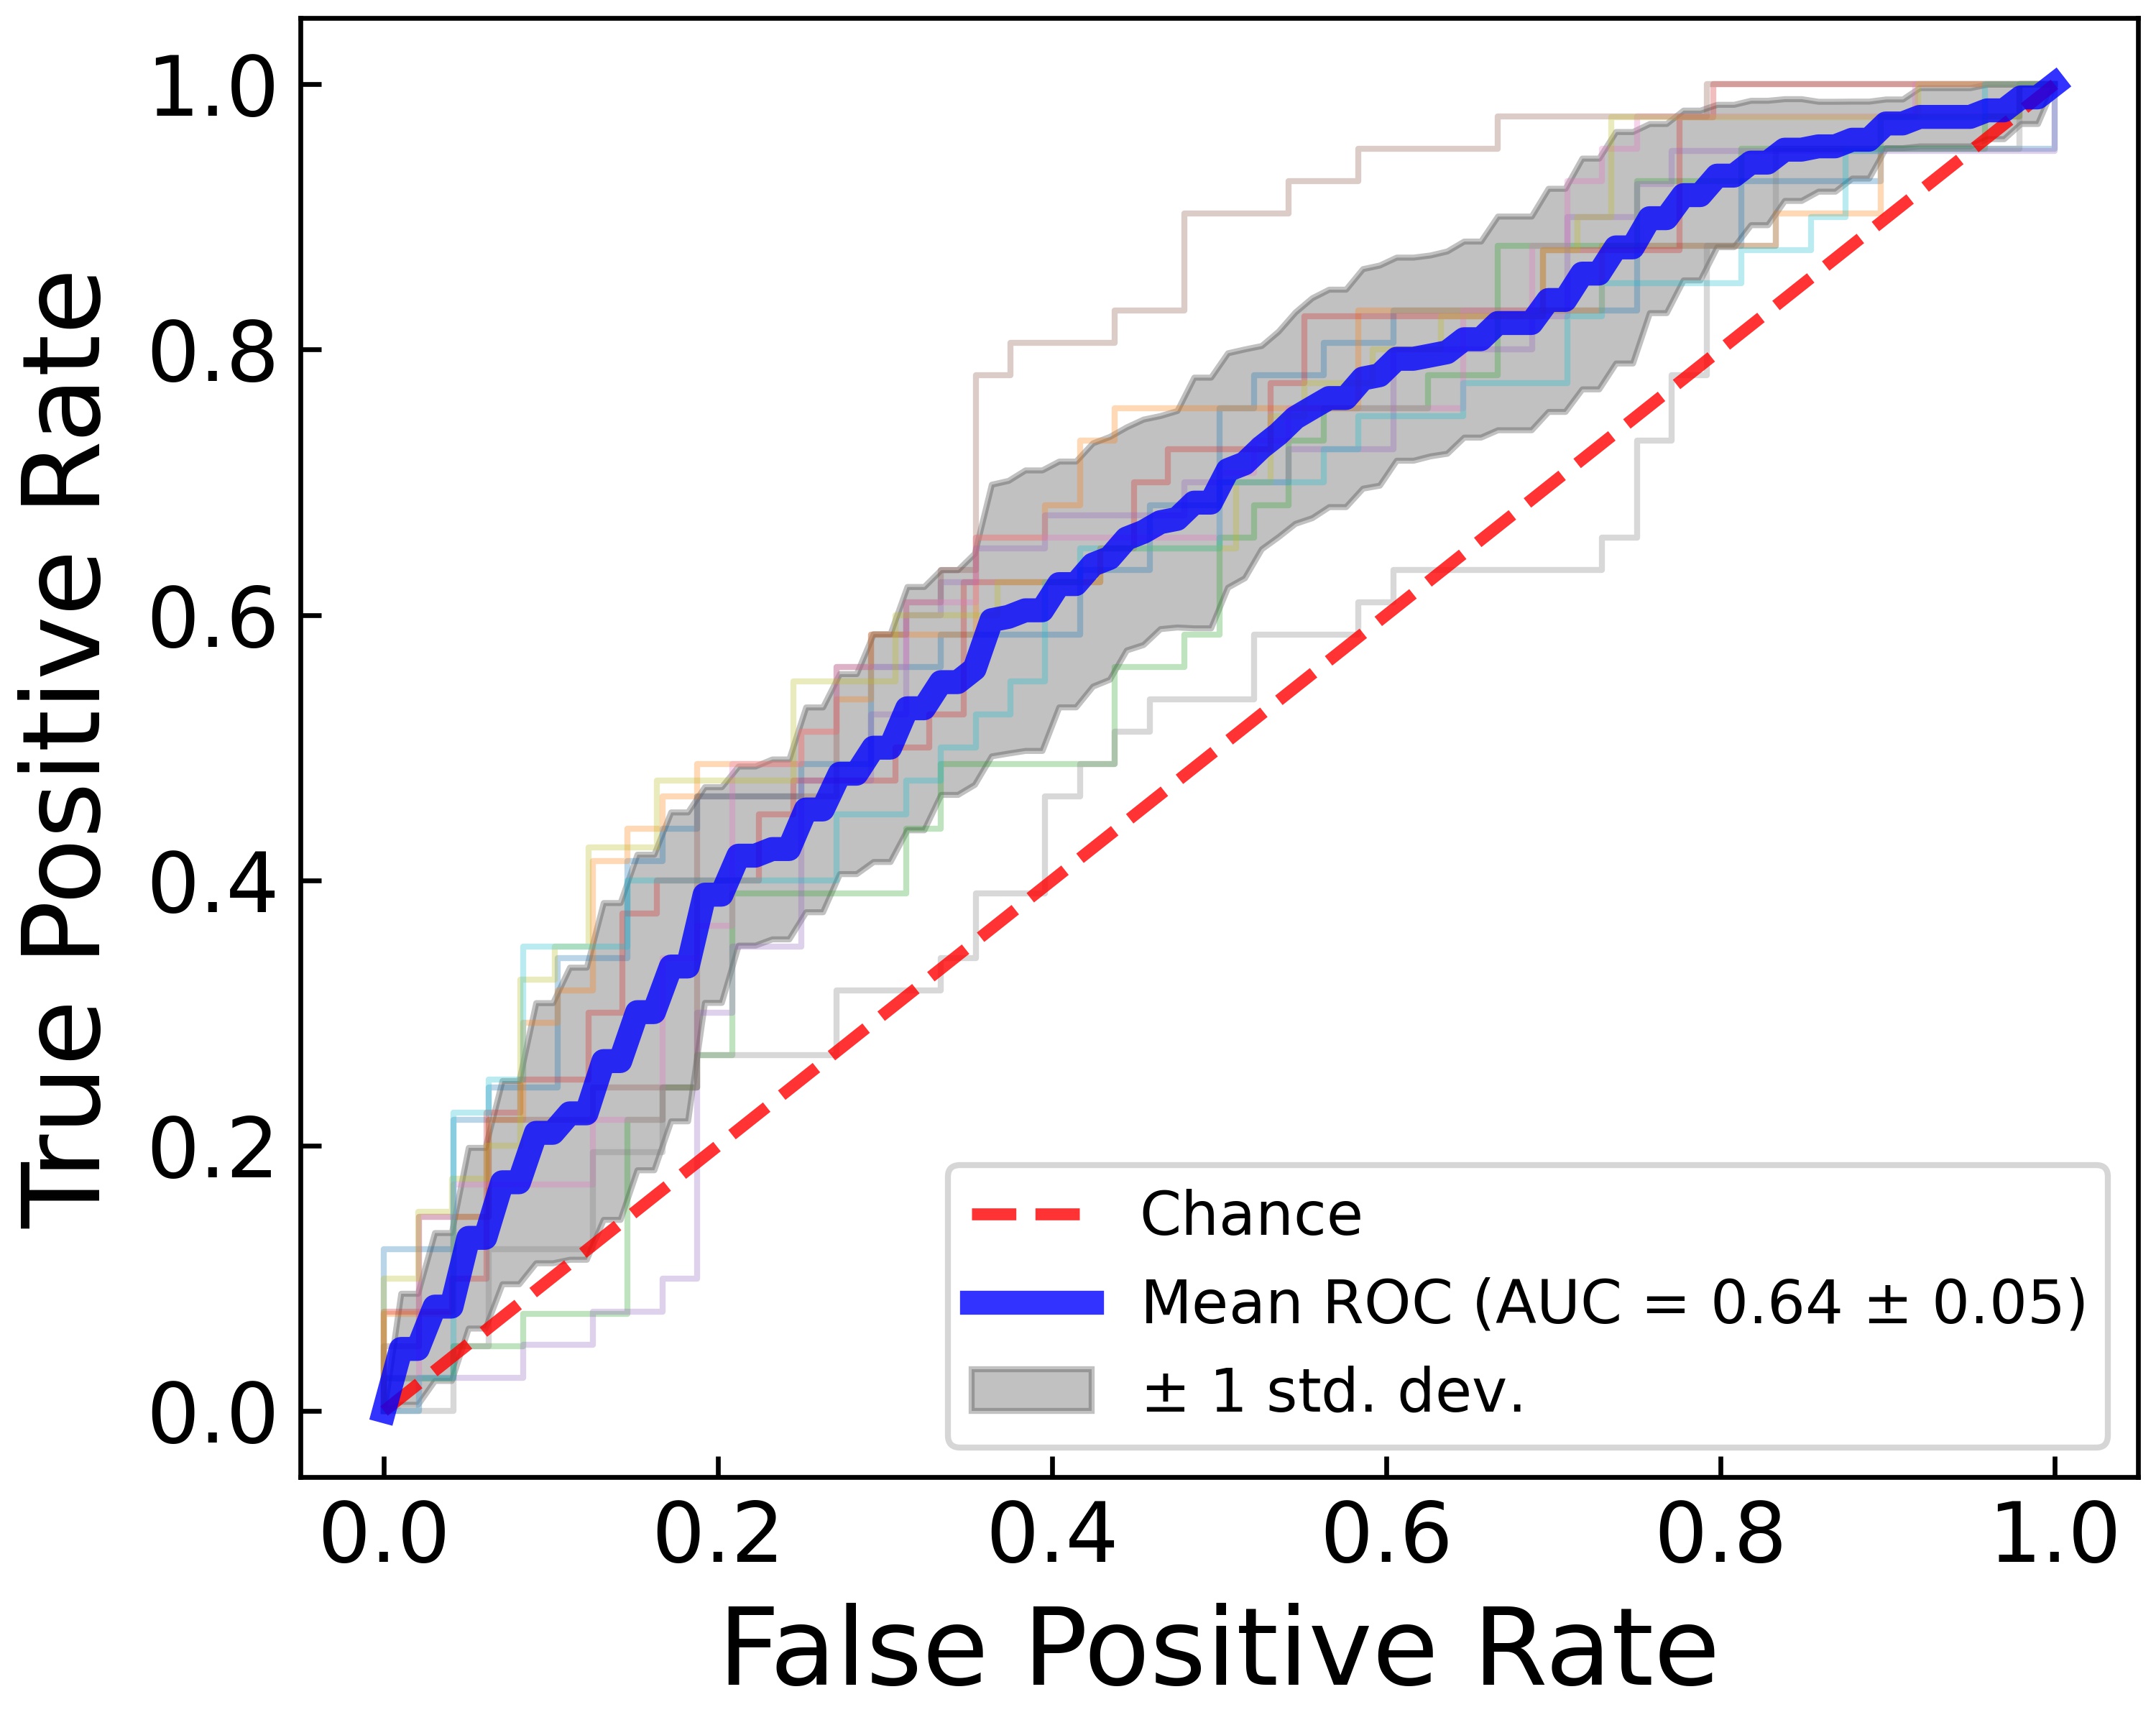 True Positive Rate
1.0
0.8
0.6
0.4
0.2
0.0
Chance
Mean ROC (AUC = 0.64 ± 0.05)
± 1 std. dev.
0.0 0.2 0.4 0.6 0.8 1.0
False Positive Rate